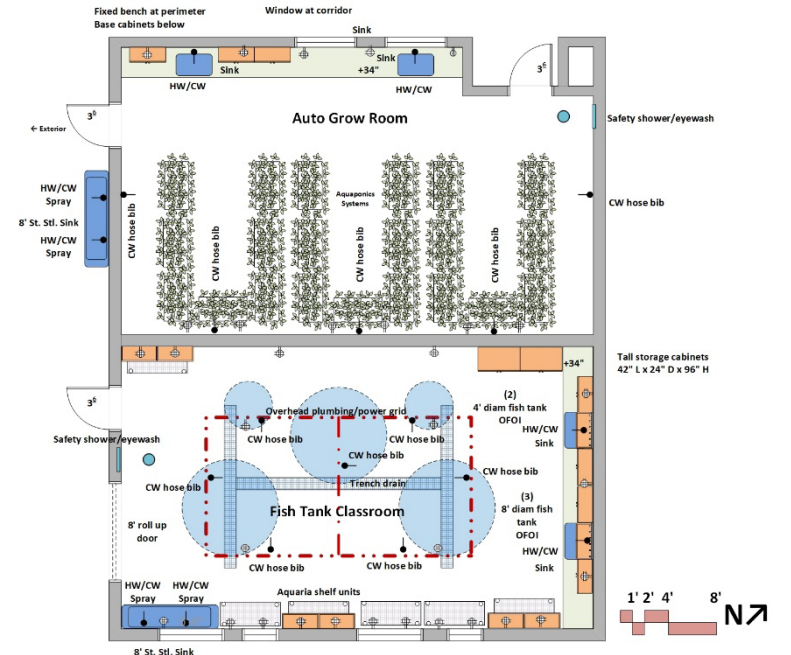 Fixed bench at perimeter
Base cabinets below
Window at corridor
Sink
Sink
Sink
+34"
HW/CW
HW/CW
3⁰
3⁰
← Exterior
Auto Grow Room
Safety shower/eyewash
HW/CW
Spray
8' St. Stl. Sink
HW/CW
Spray
CW hose bib
Aquaponics
Systems
CW hose bib
CW hose bib
CW hose bib
CW hose bib
+34"
Tall storage cabinets
42" L x 24" D x 96" H
3⁰
Safety shower/eyewash
Overhead plumbing/power grid
(2)
4' diam fish tank
OFOI
HW/CW
Sink
CW hose bib
CW hose bib
CW hose bib
CW hose bib
CW hose bib
Trench drain
(3)
8' diam fish
tank
OFOI
HW/CW
Sink
8' roll up
door
Fish Tank Classroom
CW hose bib
CW hose bib
HW/CW
Spray
HW/CW
Spray
Aquaria shelf units
8' St. Stl. Sink
1' 2' 4' 8'
N